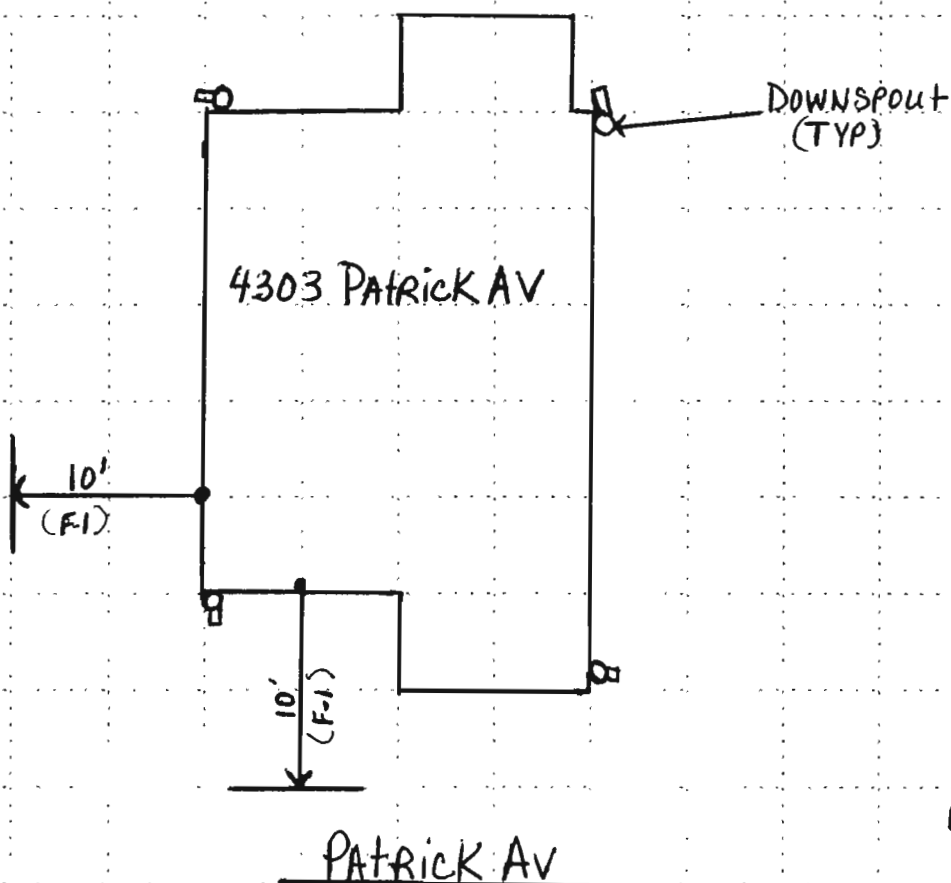 DOWNSPOUT
(TYP)
4303 PATRICK AV
10'
(F-1)
10'
(F-1)
PATRICK AV